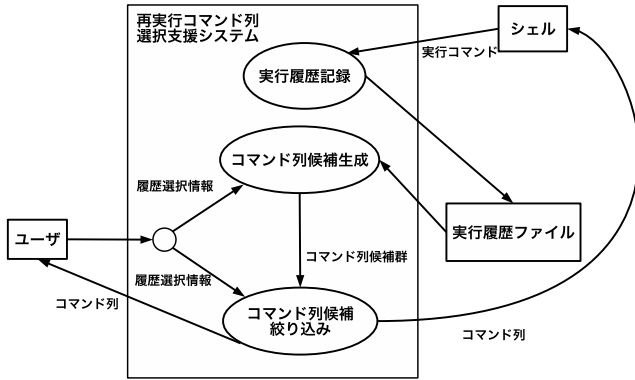 再実行コマンド列
選択支援システム
シェル
実行コマンド
実行履歴記録
コマンド列候補生成
履歴選択情報
実行履歴ファイル
ユーザ
コマンド列候補群
履歴選択情報
コマンド列
コマンド列候補
絞り込み
コマンド列